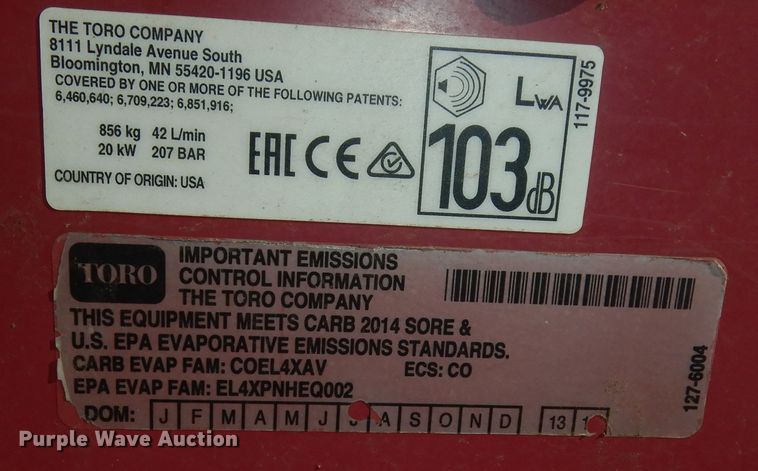 THE TORO COMPANY
8111 Lyndale Avenue South
Bloomington, MN 55420-1196 USA
COVERED BY ONE OR MORE OF THE FOLLOWING PATENTS:
6,460,640; 6,709,223; 6,851,916;
856 kg 42 L/min
20 kW 207 BAR
COUNTRY OF ORIGIN: USA
EAC CE
LWA
103 dB
117-9975
TORO
IMPORTANT EMISSIONS
CONTROL INFORMATION
THE TORO COMPANY
THIS EQUIPMENT MEETS CARB 2014 SORE &
U.S. EPA EVAPORATIVE EMISSIONS STANDARDS.
CARB EVAP FAM: COEL4XAV ECS: CO
EPA EVAP FAM: EL4XPNHEQ002
DOM: J F M A M J J A S O N D 13
127-6004
Purple Wave Auction